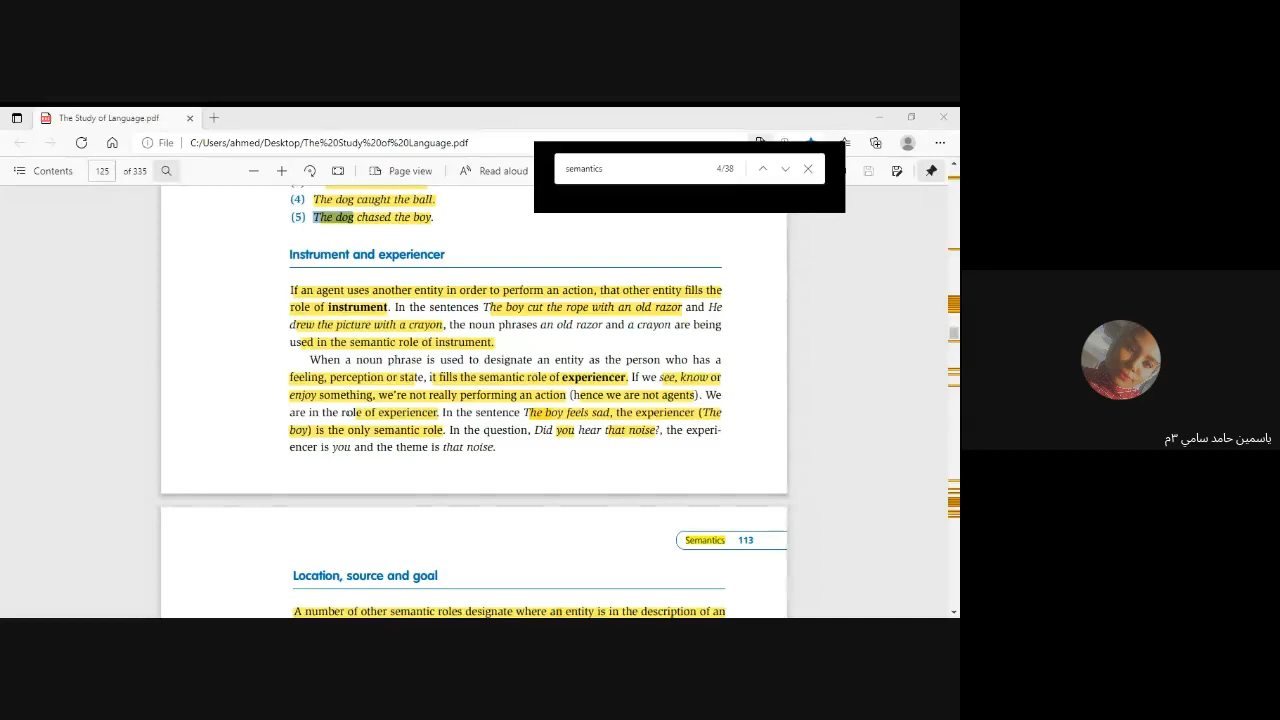 The Study of Language.pdf
File
C:/Users/ahmed/Desktop/The%20Study%20of%20Language.pdf
semantics
4/38
Contents
125
of 335
Page view
Read aloud
(4) The dog caught the ball.
(5) The dog chased the boy.
Instrument and experiencer
If an agent uses another entity in order to perform an action, that other entity fills the
role of instrument. In the sentences The boy cut the rope with an old razor and He
drew the picture with a crayon, the noun phrases an old razor and a crayon are being
used in the semantic role of instrument.
When a noun phrase is used to designate an entity as the person who has a
feeling, perception or state, it fills the semantic role of experiencer. If we see, know or
enjoy something, we're not really performing an action (hence we are not agents). We
are in the role of experiencer. In the sentence The boy feels sad, the experiencer (The
boy) is the only semantic role. In the question, Did you hear that noise?, the experi-
encer is you and the theme is that noise.
Semantics 113
Location, source and goal
A number of other semantic roles designate where an entity is in the description of an
ياسمين حامد سامي ٣م